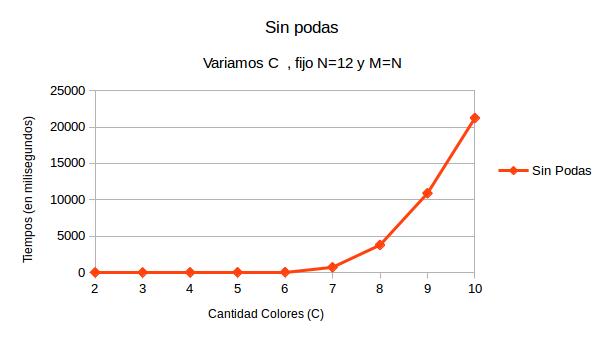 Sin podas
Variamos C , fijo N=12 y M=N
25000
20000
15000
10000
5000
0
2 3 4 5 6 7 8 9 10
Tiempos (en milisegundos)
Cantidad Colores (C)
Sin Podas